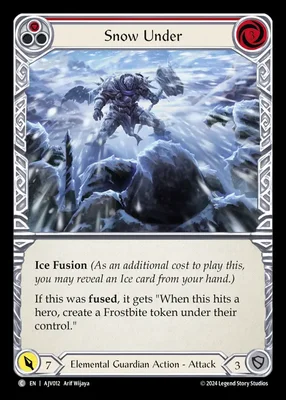 Snow Under
Ice Fusion (As an additional cost to play this,
you may reveal an Ice card from your hand.)
If this was fused, it gets "When this hits a
hero, create a Frostbite token under their
control."
7
Elemental Guardian Action - Attack
3
C EN | AJV012 Arif Wijaya
© 2024 Legend Story Studios